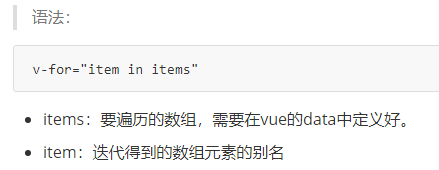 语法：
v-for="item in items"
items：要遍历的数组，需要在vue的data中定义好。
item：迭代得到的数组元素的别名